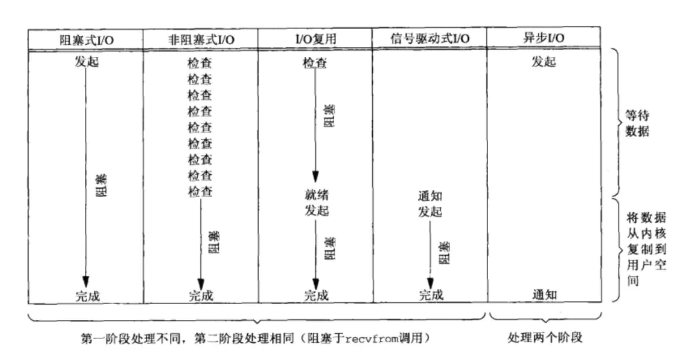 阻塞式I/O 非阻塞式I/O I/O复用 信号驱动式I/O 异步I/O
发起 检查 检查 发起
检查
检查
检查
检查
检查
检查
检查
检查
阻塞
阻塞
等待
数据
就绪 通知
发起 发起
阻塞
阻塞
阻塞
将数据
从内核
复制到
用户空
间
完成 完成 完成 完成 通知
第一阶段处理不同，第二阶段处理相同（阻塞于recvfrom调用） 处理两个阶段